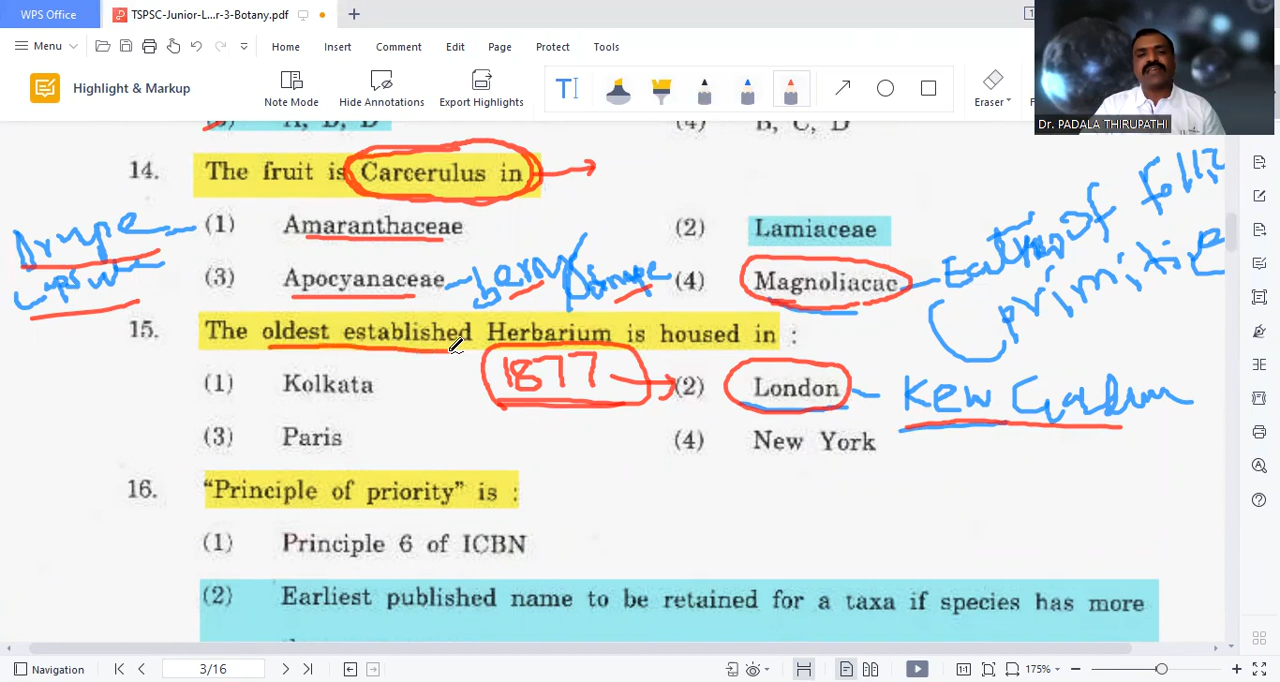 WPS Office
TSPSC-Junior-L...r-3-Botany.pdf
Menu
Home Insert Comment Edit Page Protect Tools
Highlight & Markup
Note Mode Hide Annotations Export Highlights
Eraser
Dr. PADALA THIRUPATHI
A, B, D (4) B, C, D
14. The fruit is Carcerulus in
Drupe (1) Amaranthaceae (2) Lamiaceae
(3) Apocyanaceae berry Drupe (4) Magnoliacac
primitive
15. The oldest established Herbarium is housed in :
(1) Kolkata 1877 (2) London Kew Garden
(3) Paris (4) New York
16. “Principle of priority” is :
(1) Principle 6 of ICBN
(2) Earliest published name to be retained for a taxa if species has more
Navigation 3/16 175%